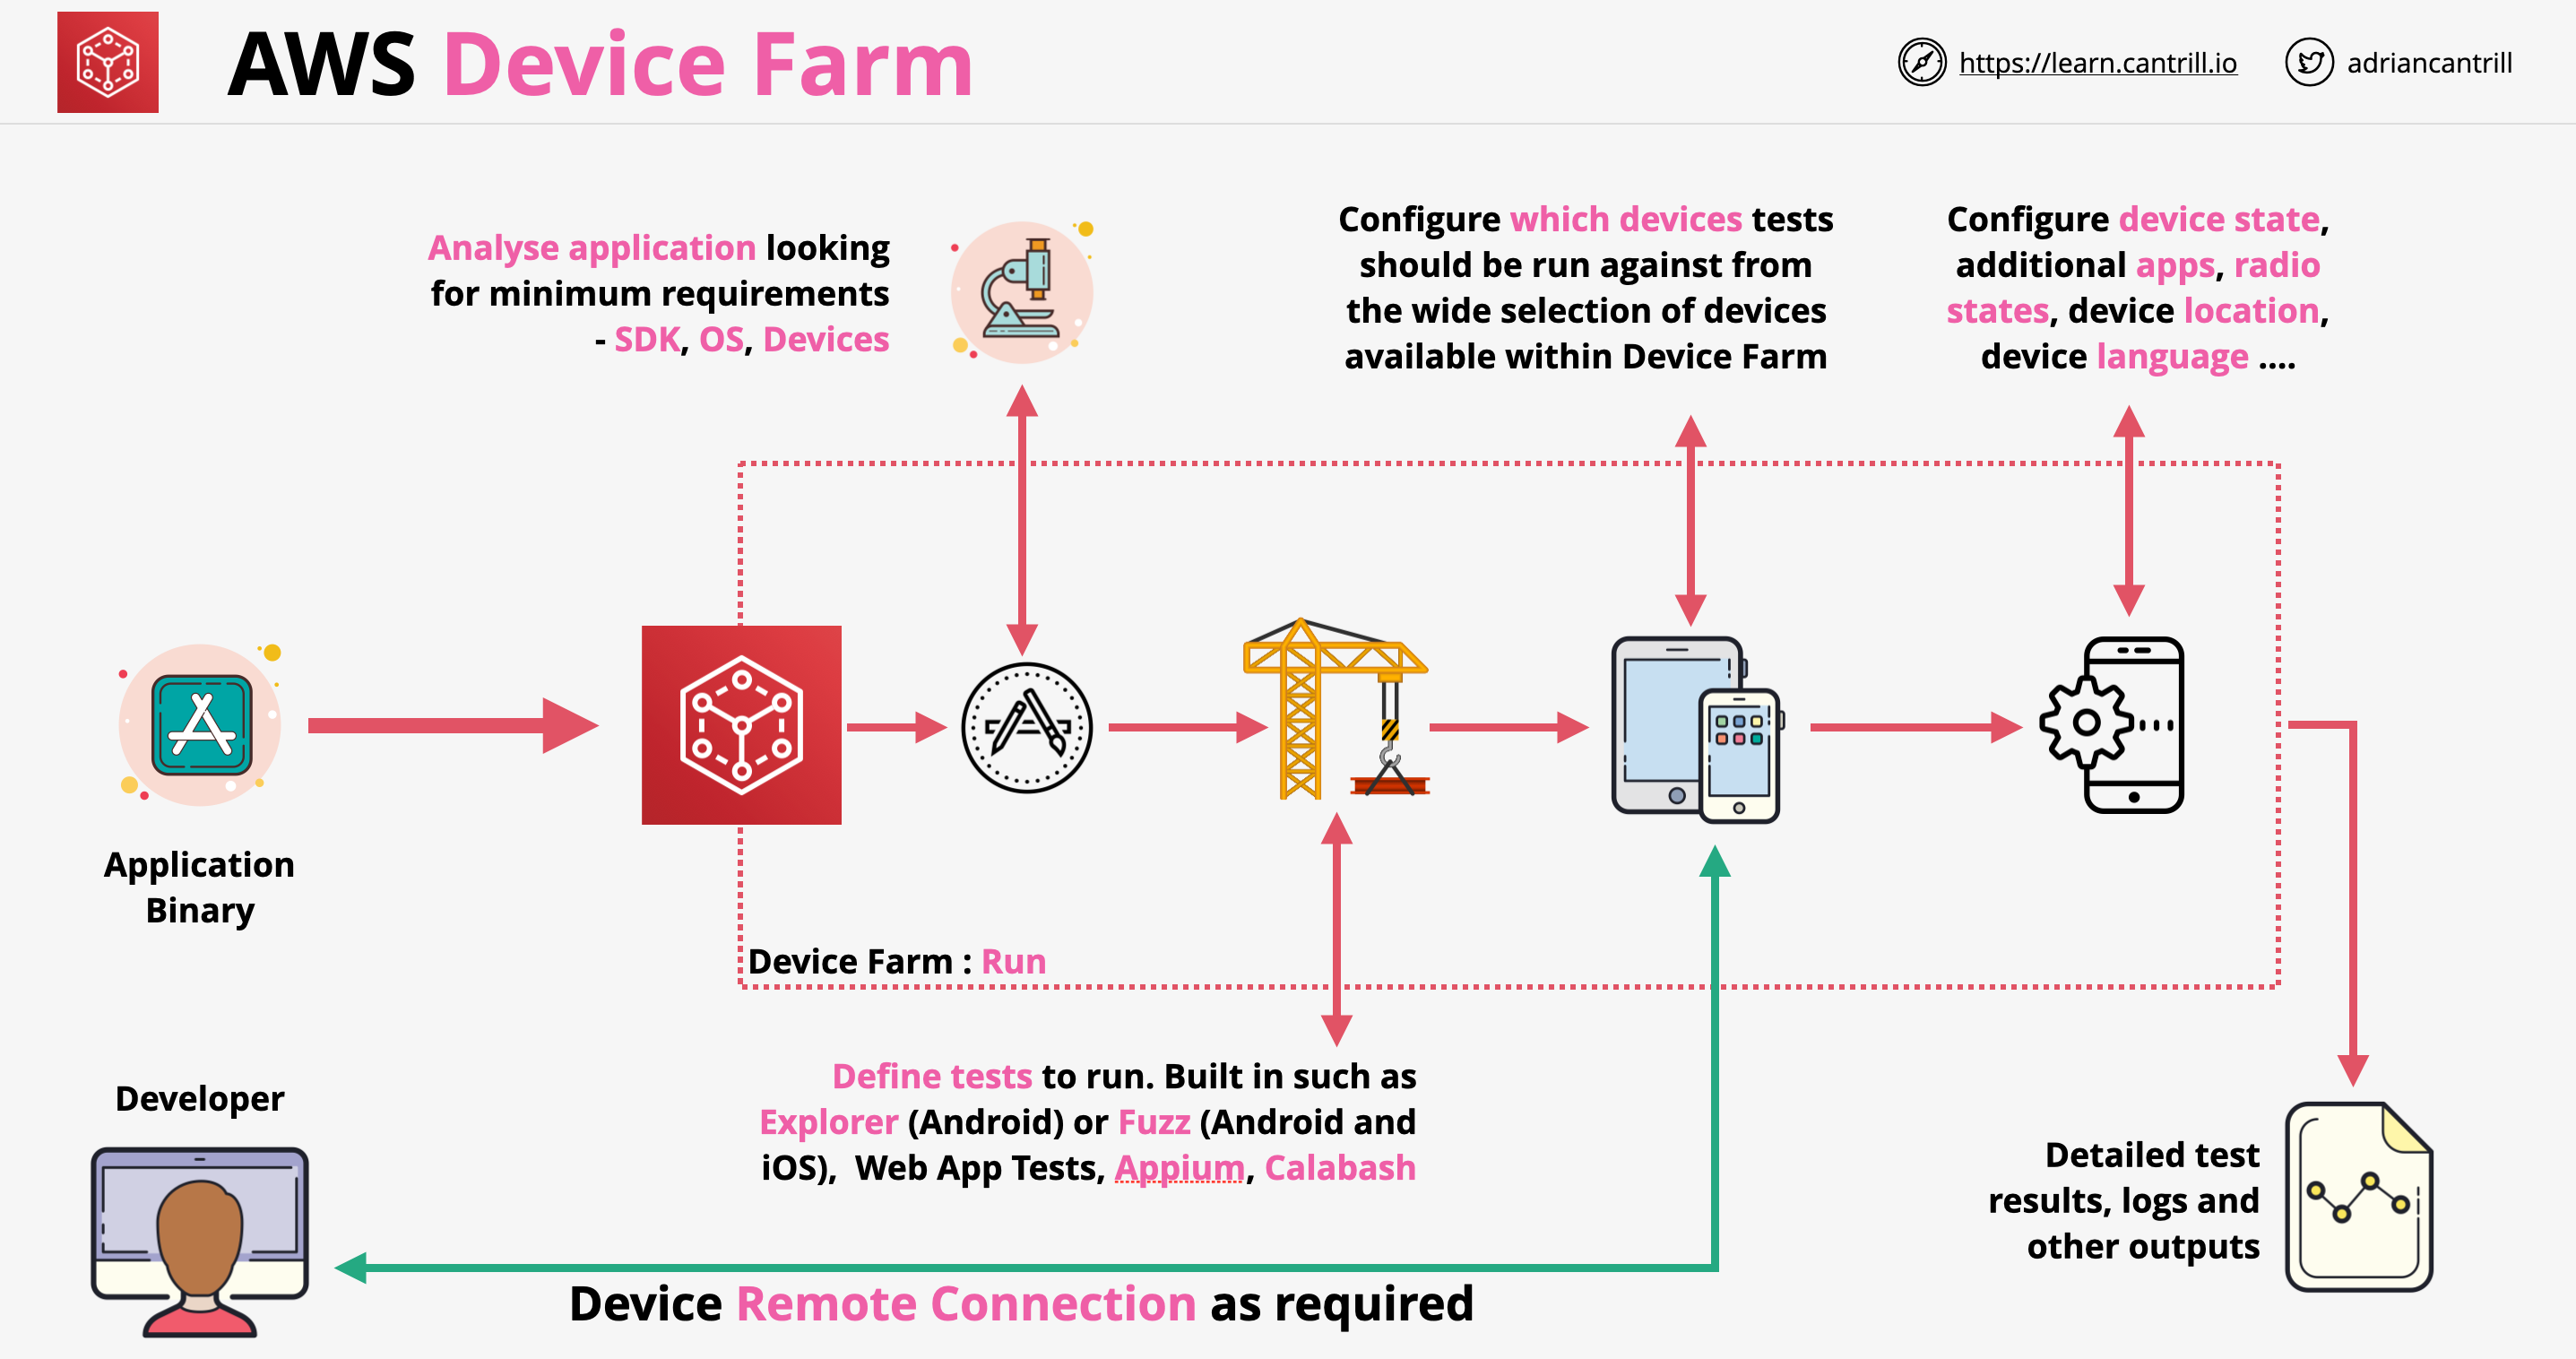 AWS Device Farm
https://learn.cantrill.io
adriancantrill
Analyse application looking
for minimum requirements
- SDK, OS, Devices
Configure which devices tests
should be run against from
the wide selection of devices
available within Device Farm
Configure device state,
additional apps, radio
states, device location,
device language ....
Application
Binary
Device Farm : Run
Define tests to run. Built in such as
Explorer (Android) or Fuzz (Android and
iOS),  Web App Tests, Appium, Calabash
Developer
Device Remote Connection as required
Detailed test
results, logs and
other outputs